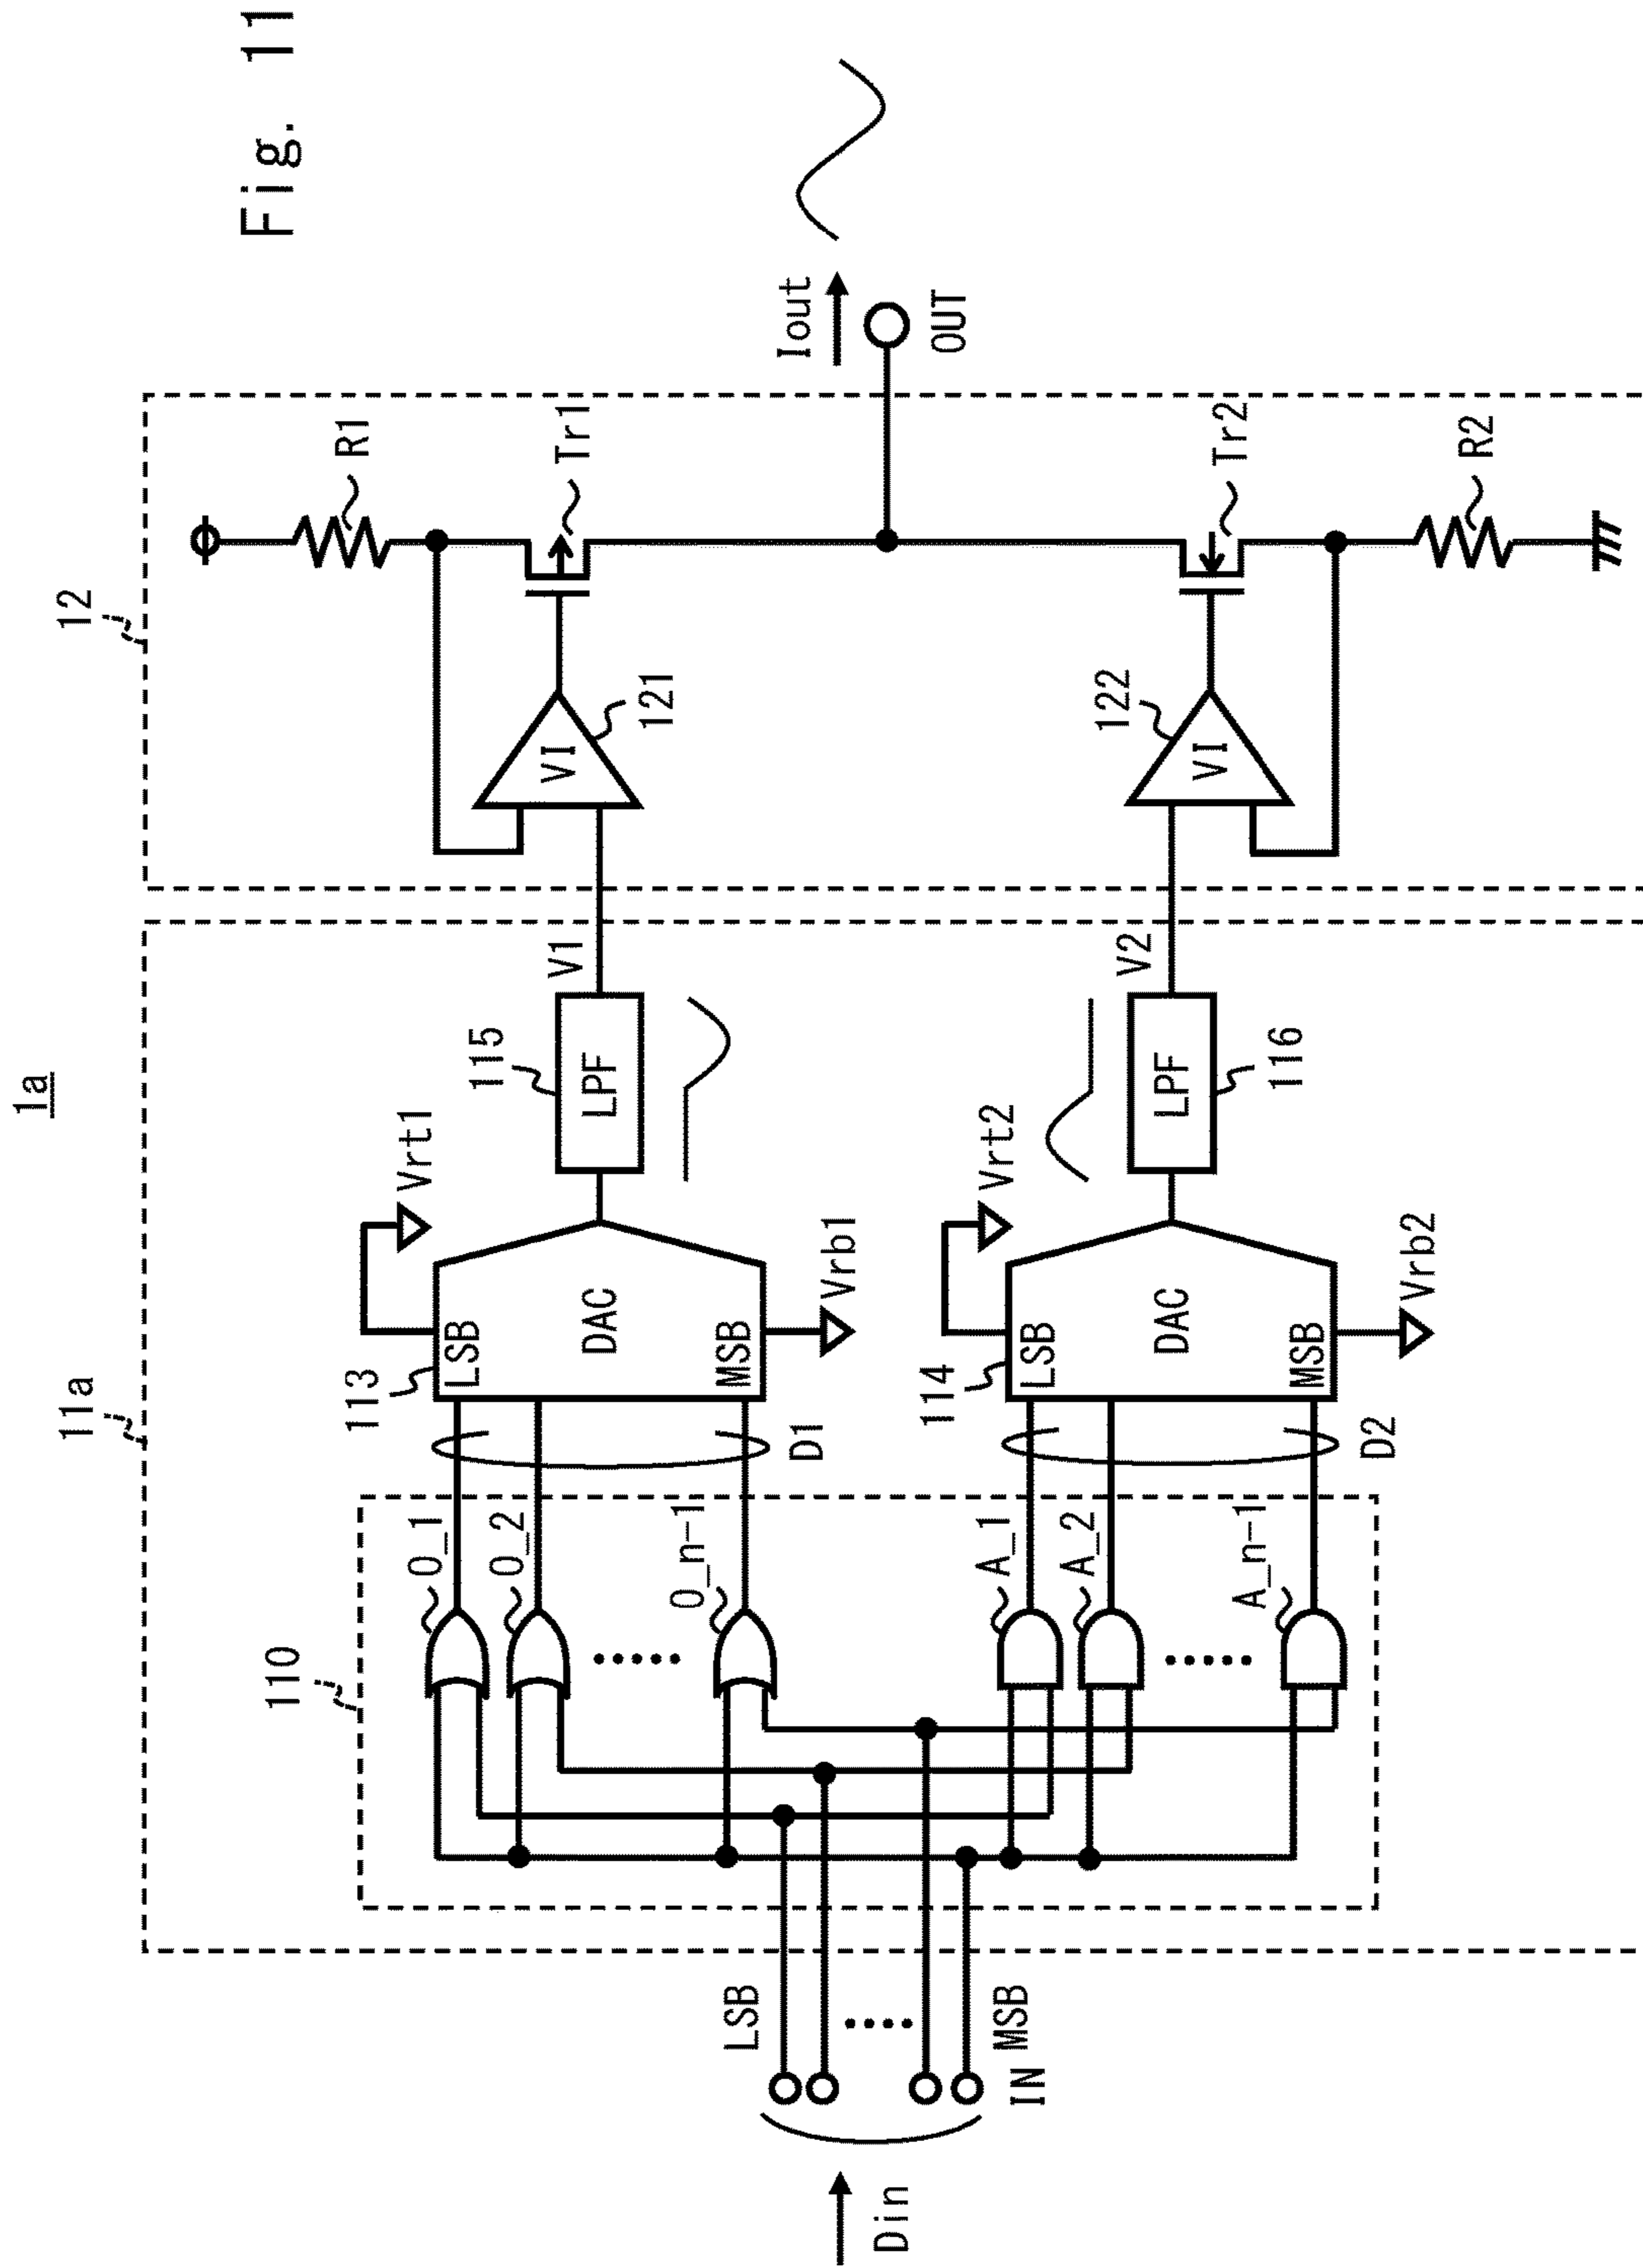 Fig. 11
1a
11a
12
110
O_1
O_2
O_n-1
A_1
A_2
A_n-1
D1
D2
113
LSB
DAC
MSB
Vrt1
Vrb1
114
LSB
DAC
MSB
Vrt2
Vrb2
115
LPF
V1
116
LPF
V2
VI
121
VI
122
R1
Tr1
Tr2
R2
Iout
OUT
LSB
MSB
IN
Din